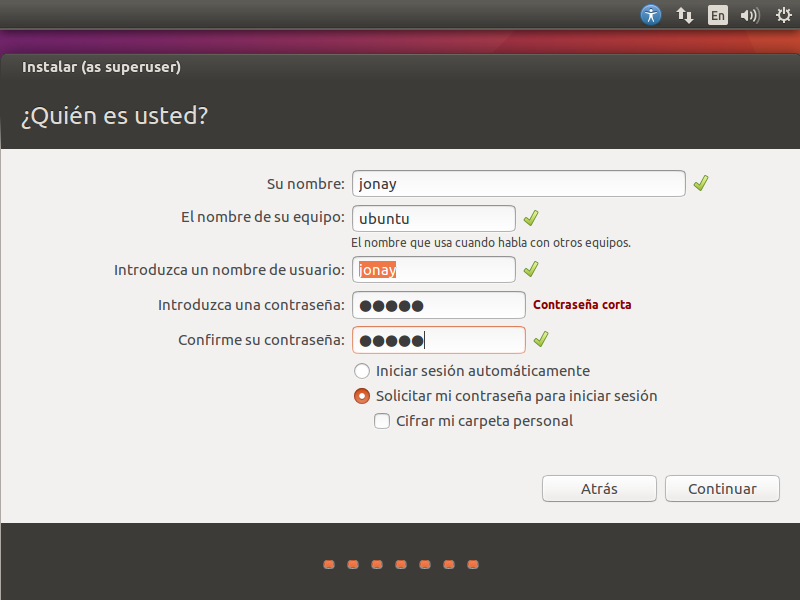 En
Instalar (as superuser)
¿Quién es usted?
Su nombre: jonay
El nombre de su equipo: ubuntu
El nombre que usa cuando habla con otros equipos.
Introduzca un nombre de usuario: jonay
Introduzca una contraseña: ●●●●● Contraseña corta
Confirme su contraseña: ●●●●●
Iniciar sesión automáticamente
Solicitar mi contraseña para iniciar sesión
Cifrar mi carpeta personal
Atrás Continuar